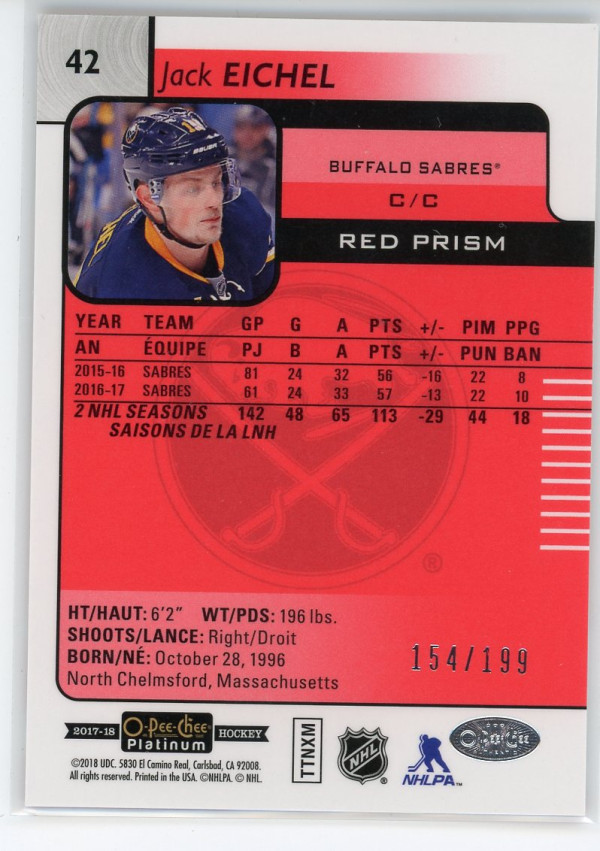 42
Jack EICHEL
BUFFALO SABRES®
C/C
RED PRISM
YEAR TEAM GP G A PTS +/- PIM PPG
AN ÉQUIPE PJ B A PTS +/- PUN BAN
2015-16 SABRES 81 24 32 56 -16 22 8
2016-17 SABRES 61 24 33 57 -13 22 10
2 NHL SEASONS 142 48 65 113 -29 44 18
SAISONS DE LA LNH
®
HT/HAUT: 6'2" WT/PDS: 196 lbs.
SHOOTS/LANCE: Right/Droit
BORN/NÉ: October 28, 1996
North Chelmsford, Massachusetts
154/199
2017-18 O-Pee-Chee Platinum HOCKEY
©2018 UDC. 5830 El Camino Real, Carlsbad, CA 92008.
All rights reserved. Printed in the USA. ©NHLPA. © NHL.
TTNXM
NHL ®
NHLPA™